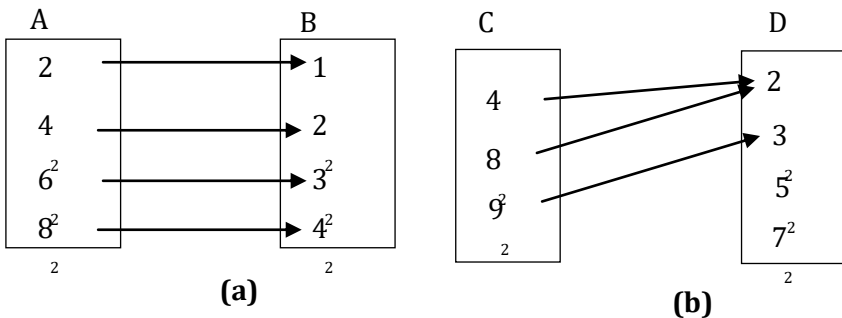 A B
2 1
4 2
6² 3²
8² 4²
² ²
(a)
C D
4 2
8 3
9² 5²
² 7²
²
(b)